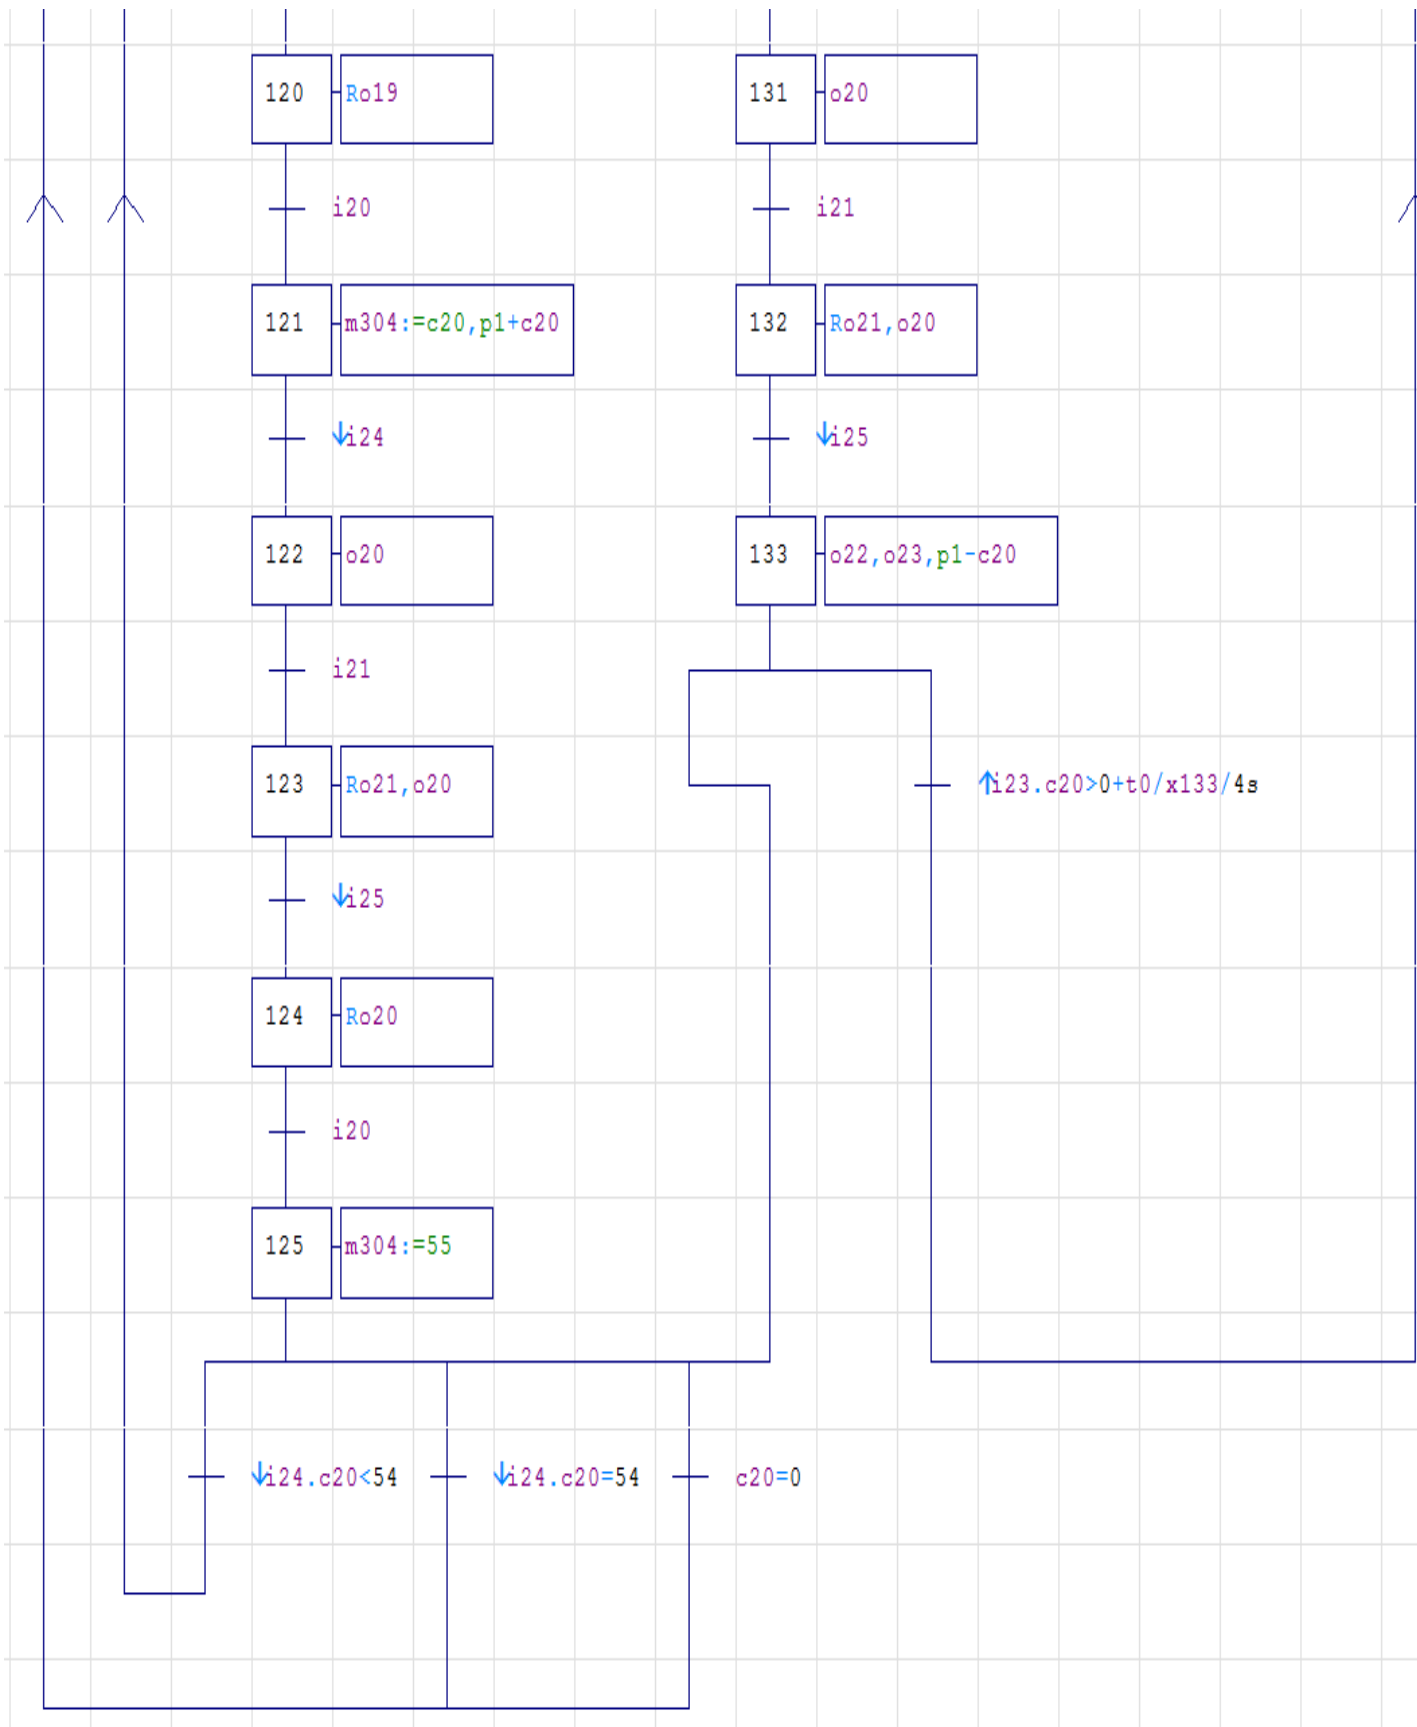 120 Ro19
131 o20
i20
i21
121 m304:=c20,p1+c20
132 Ro21,o20
↓i24
↓i25
122 o20
133 o22,o23,p1-c20
i21
123 Ro21,o20
↑i23.c20>0+t0/x133/4s
↓i25
124 Ro20
i20
125 m304:=55
↓i24.c20<54
↓i24.c20=54
c20=0